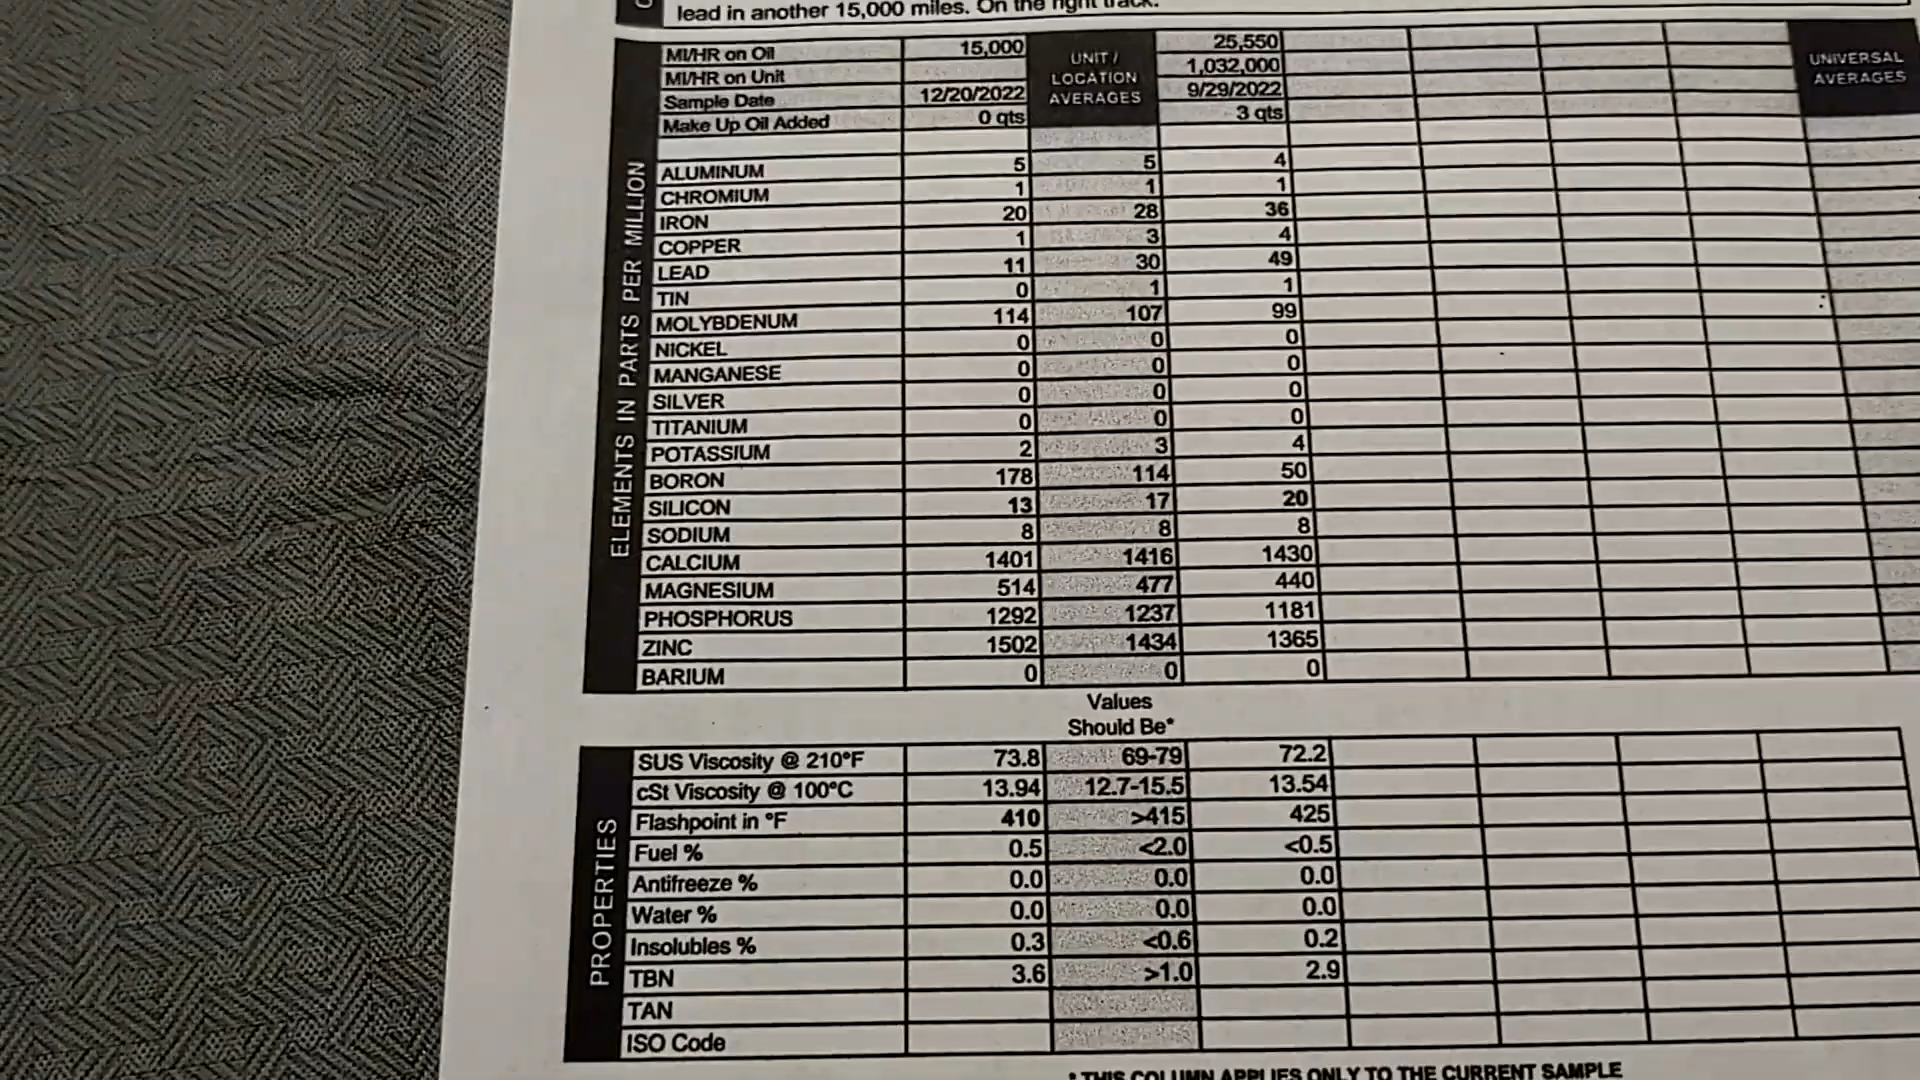 lead in another 15,000 miles. On the right track.
MI/HR on Oil 15,000 UNIT / LOCATION AVERAGES 25,550 UNIVERSAL AVERAGES
MI/HR on Unit 1,032,000
Sample Date 12/20/2022 9/29/2022
Make Up Oil Added 0 qts 3 qts
ELEMENTS IN PARTS PER MILLION
ALUMINUM 5 5 4
CHROMIUM 1 1 1
IRON 20 28 36
COPPER 1 3 4
LEAD 11 30 49
TIN 0 1 1
MOLYBDENUM 114 107 99
NICKEL 0 0 0
MANGANESE 0 0 0
SILVER 0 0 0
TITANIUM 0 0 0
POTASSIUM 2 3 4
BORON 178 114 50
SILICON 13 17 20
SODIUM 8 8 8
CALCIUM 1401 1416 1430
MAGNESIUM 514 477 440
PHOSPHORUS 1292 1237 1181
ZINC 1502 1434 1365
BARIUM 0 0 0
Values
Should Be*
PROPERTIES
SUS Viscosity @ 210°F 73.8 69-79 72.2
cSt Viscosity @ 100°C 13.94 12.7-15.5 13.54
Flashpoint in °F 410 >415 425
Fuel % 0.5 <2.0 <0.5
Antifreeze % 0.0 0.0 0.0
Water % 0.0 0.0 0.0
Insolubles % 0.3 <0.6 0.2
TBN 3.6 >1.0 2.9
TAN
ISO Code
* THIS COLUMN APPLIES ONLY TO THE CURRENT SAMPLE